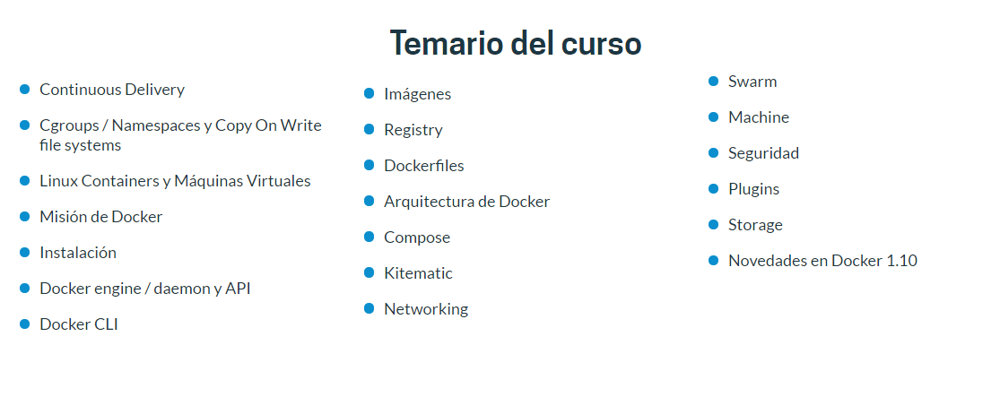 Temario del curso
Continuous Delivery
Cgroups / Namespaces y Copy On Write
file systems
Linux Containers y Máquinas Virtuales
Misión de Docker
Instalación
Docker engine / daemon y API
Docker CLI
Imágenes
Registry
Dockerfiles
Arquitectura de Docker
Compose
Kitematic
Networking
Swarm
Machine
Seguridad
Plugins
Storage
Novedades en Docker 1.10